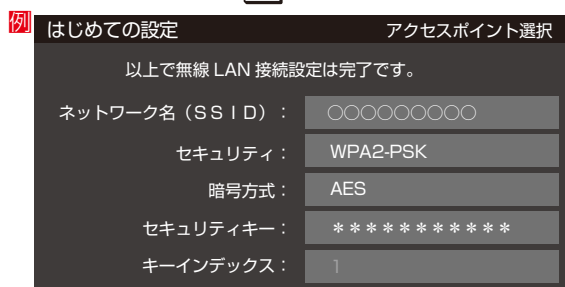 例
はじめての設定 アクセスポイント選択
以上で無線 LAN 接続設定は完了です。
ネットワーク名（ＳＳＩＤ）： ○○○○○○○○○
セキュリティ： WPA2-PSK
暗号方式： AES
セキュリティキー： ＊＊＊＊＊＊＊＊＊＊＊
キーインデックス： 1